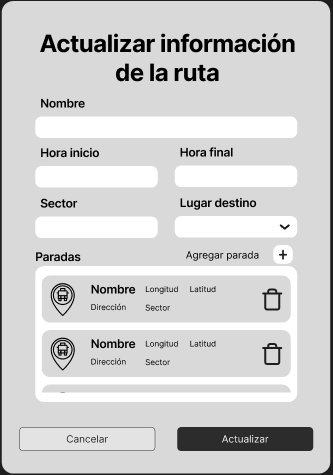 Actualizar información
de la ruta
Nombre
Hora inicio Hora final
Sector Lugar destino
Paradas Agregar parada +
Nombre Longitud Latitud
Dirección Sector
Nombre Longitud Latitud
Dirección Sector
Cancelar Actualizar